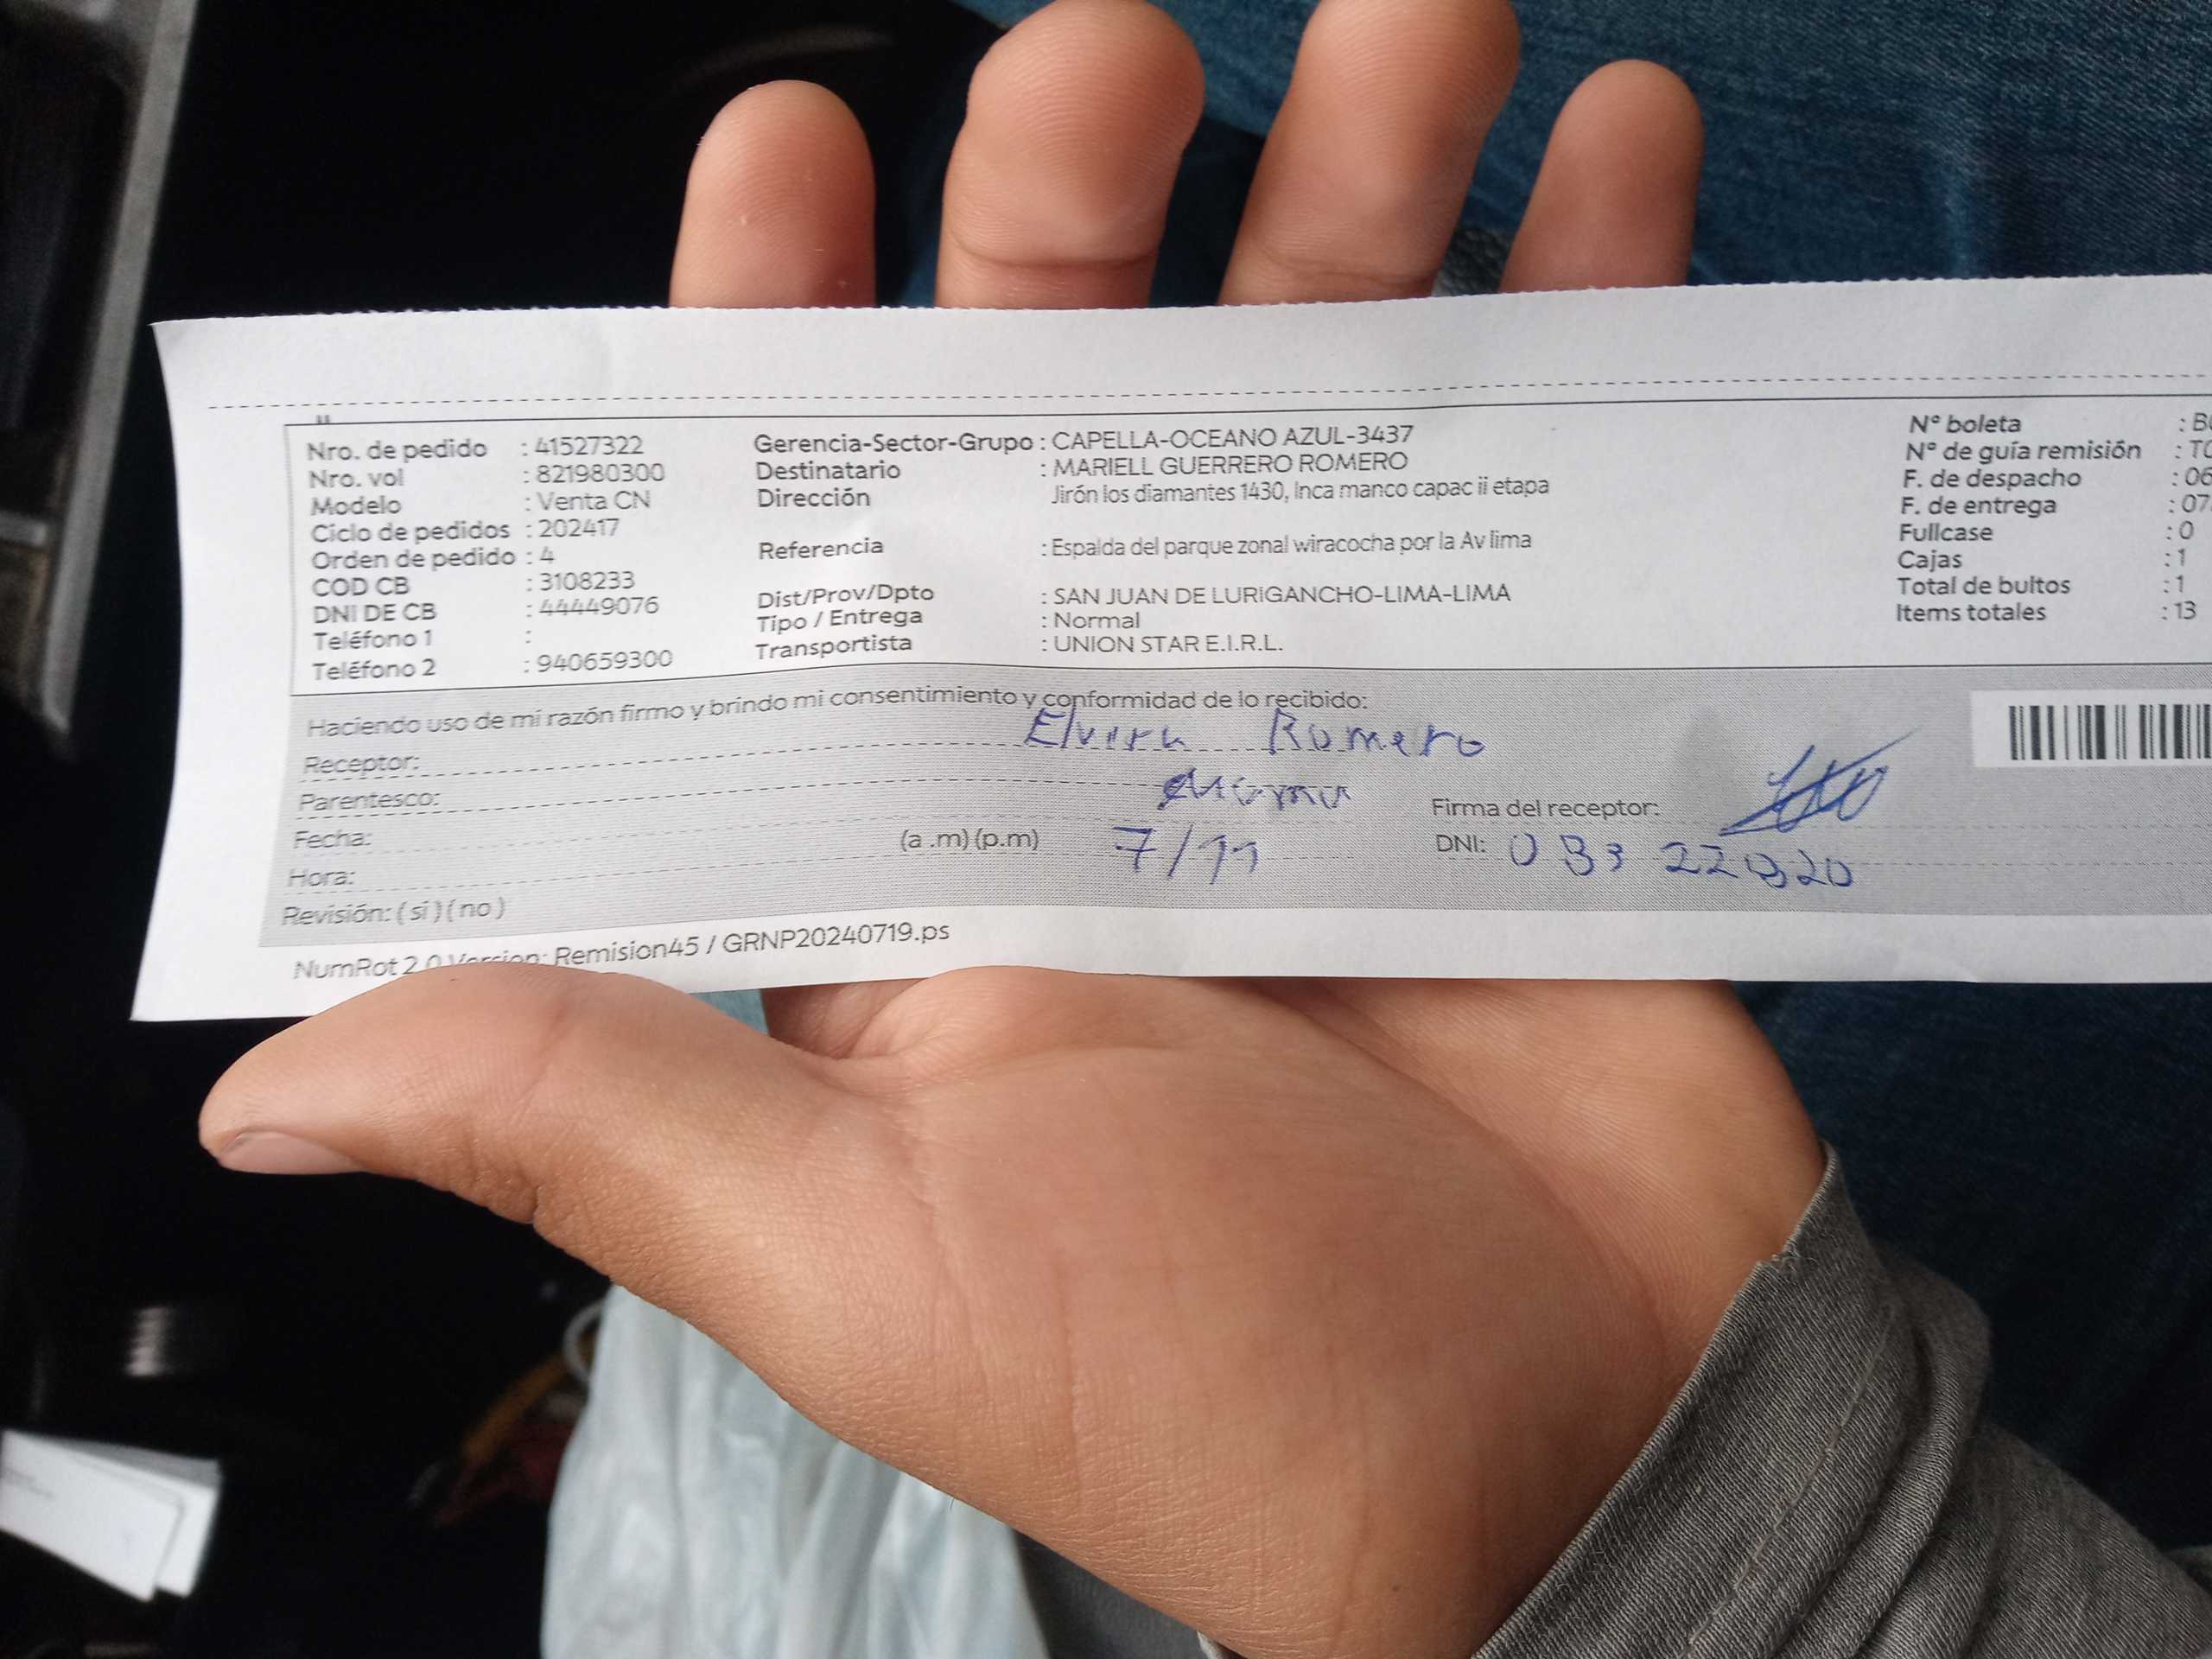 Nro. de pedido : 41527322
Nro. vol : 821980300
Modelo : Venta CN
Ciclo de pedidos : 202417
Orden de pedido : 4
COD CB : 3108233
DNI DE CB : 44449076
Teléfono 1 :
Teléfono 2 : 940659300
Gerencia-Sector-Grupo : CAPELLA-OCEANO AZUL-3437
Destinatario : MARIELL GUERRERO ROMERO
Dirección Jirón los diamantes 1430, Inca manco capac ii etapa
Referencia : Espalda del parque zonal wiracocha por la Av lima
Dist/Prov/Dpto : SAN JUAN DE LURIGANCHO-LIMA-LIMA
Tipo / Entrega : Normal
Transportista : UNION STAR E.I.R.L.
N° boleta : B
N° de guía remisión : T
F. de despacho : 06
F. de entrega : 07
Fullcase : 0
Cajas : 1
Total de bultos : 1
Items totales : 13
Haciendo uso de mi razón firmo y brindo mi consentimiento y conformidad de lo recibido:
Receptor: Elvira Romero
Parentesco: Mama
Fecha: 7/11
Hora: (a .m) (p.m)
Revisión: ( si ) ( no )
Firma del receptor:
DNI:
NumRot 2.0 Version: Remision45 / GRNP20240719.ps